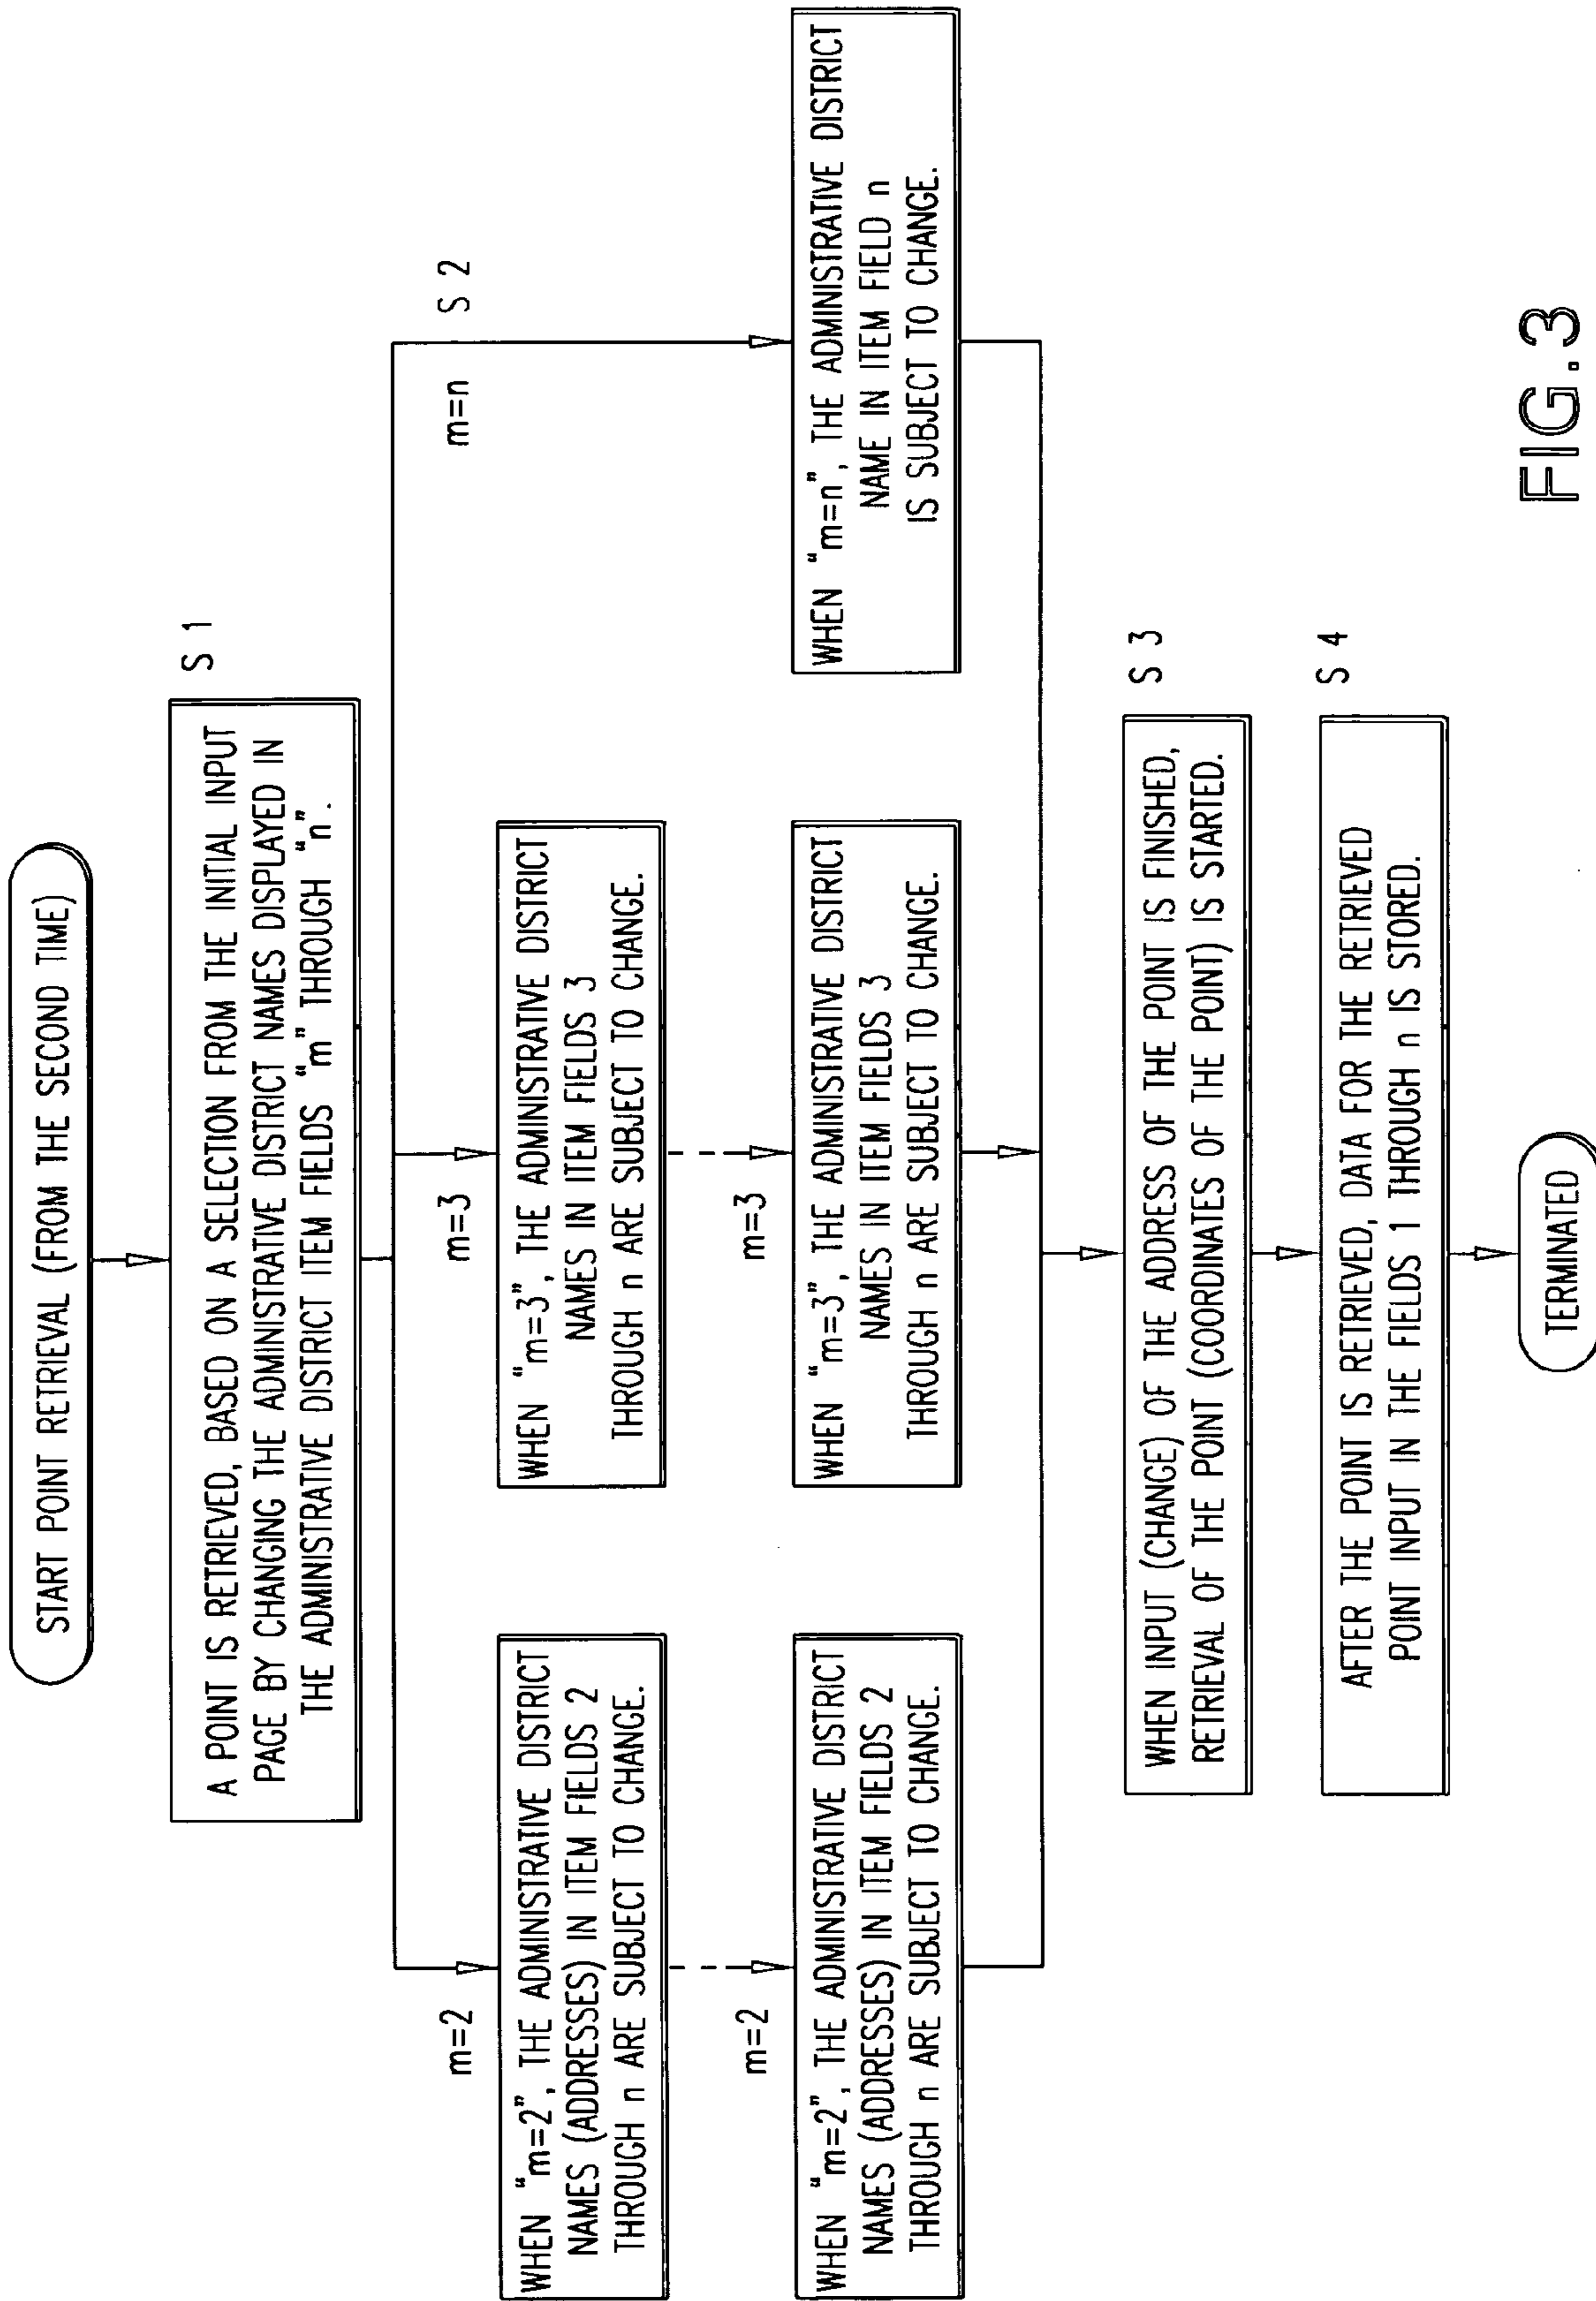 START POINT RETRIEVAL (FROM THE SECOND TIME)
S 1
A POINT IS RETRIEVED, BASED ON A SELECTION FROM THE INITIAL INPUT
PAGE BY CHANGING THE ADMINISTRATIVE DISTRICT NAMES DISPLAYED IN
THE ADMINISTRATIVE DISTRICT ITEM FIELDS “m” THROUGH “n”.
m=2
m=3
m=n
S 2
WHEN “m=2”, THE ADMINISTRATIVE DISTRICT
NAMES (ADDRESSES) IN ITEM FIELDS 2
THROUGH n ARE SUBJECT TO CHANGE.
WHEN “m=3”, THE ADMINISTRATIVE DISTRICT
NAMES IN ITEM FIELDS 3
THROUGH n ARE SUBJECT TO CHANGE.
m=2
m=3
WHEN “m=2”, THE ADMINISTRATIVE DISTRICT
NAMES (ADDRESSES) IN ITEM FIELDS 2
THROUGH n ARE SUBJECT TO CHANGE.
WHEN “m=3”, THE ADMINISTRATIVE DISTRICT
NAMES IN ITEM FIELDS 3
THROUGH n ARE SUBJECT TO CHANGE.
WHEN “m=n”, THE ADMINISTRATIVE DISTRICT
NAME IN ITEM FIELD n
IS SUBJECT TO CHANGE.
S 3
WHEN INPUT (CHANGE) OF THE ADDRESS OF THE POINT IS FINISHED,
RETRIEVAL OF THE POINT (COORDINATES OF THE POINT) IS STARTED.
S 4
AFTER THE POINT IS RETRIEVED, DATA FOR THE RETRIEVED
POINT INPUT IN THE FIELDS 1 THROUGH n IS STORED.
TERMINATED
FIG.3